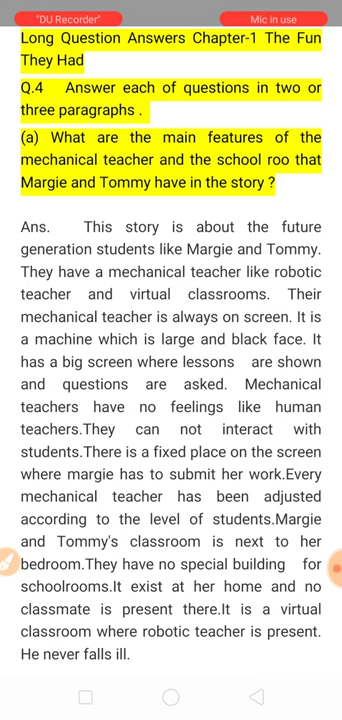 "DU Recorder" Mic in use
Long Question Answers Chapter-1 The Fun
They Had
Q.4 Answer each of questions in two or
three paragraphs .
(a) What are the main features of the
mechanical teacher and the school roo that
Margie and Tommy have in the story ?
Ans. This story is about the future
generation students like Margie and Tommy.
They have a mechanical teacher like robotic
teacher and virtual classrooms. Their
mechanical teacher is always on screen. It is
a machine which is large and black face. It
has a big screen where lessons are shown
and questions are asked. Mechanical
teachers have no feelings like human
teachers.They can not interact with
students.There is a fixed place on the screen
where margie has to submit her work.Every
mechanical teacher has been adjusted
according to the level of students.Margie
and Tommy's classroom is next to her
bedroom.They have no special building for
schoolrooms.It exist at her home and no
classmate is present there.It is a virtual
classroom where robotic teacher is present.
He never falls ill.